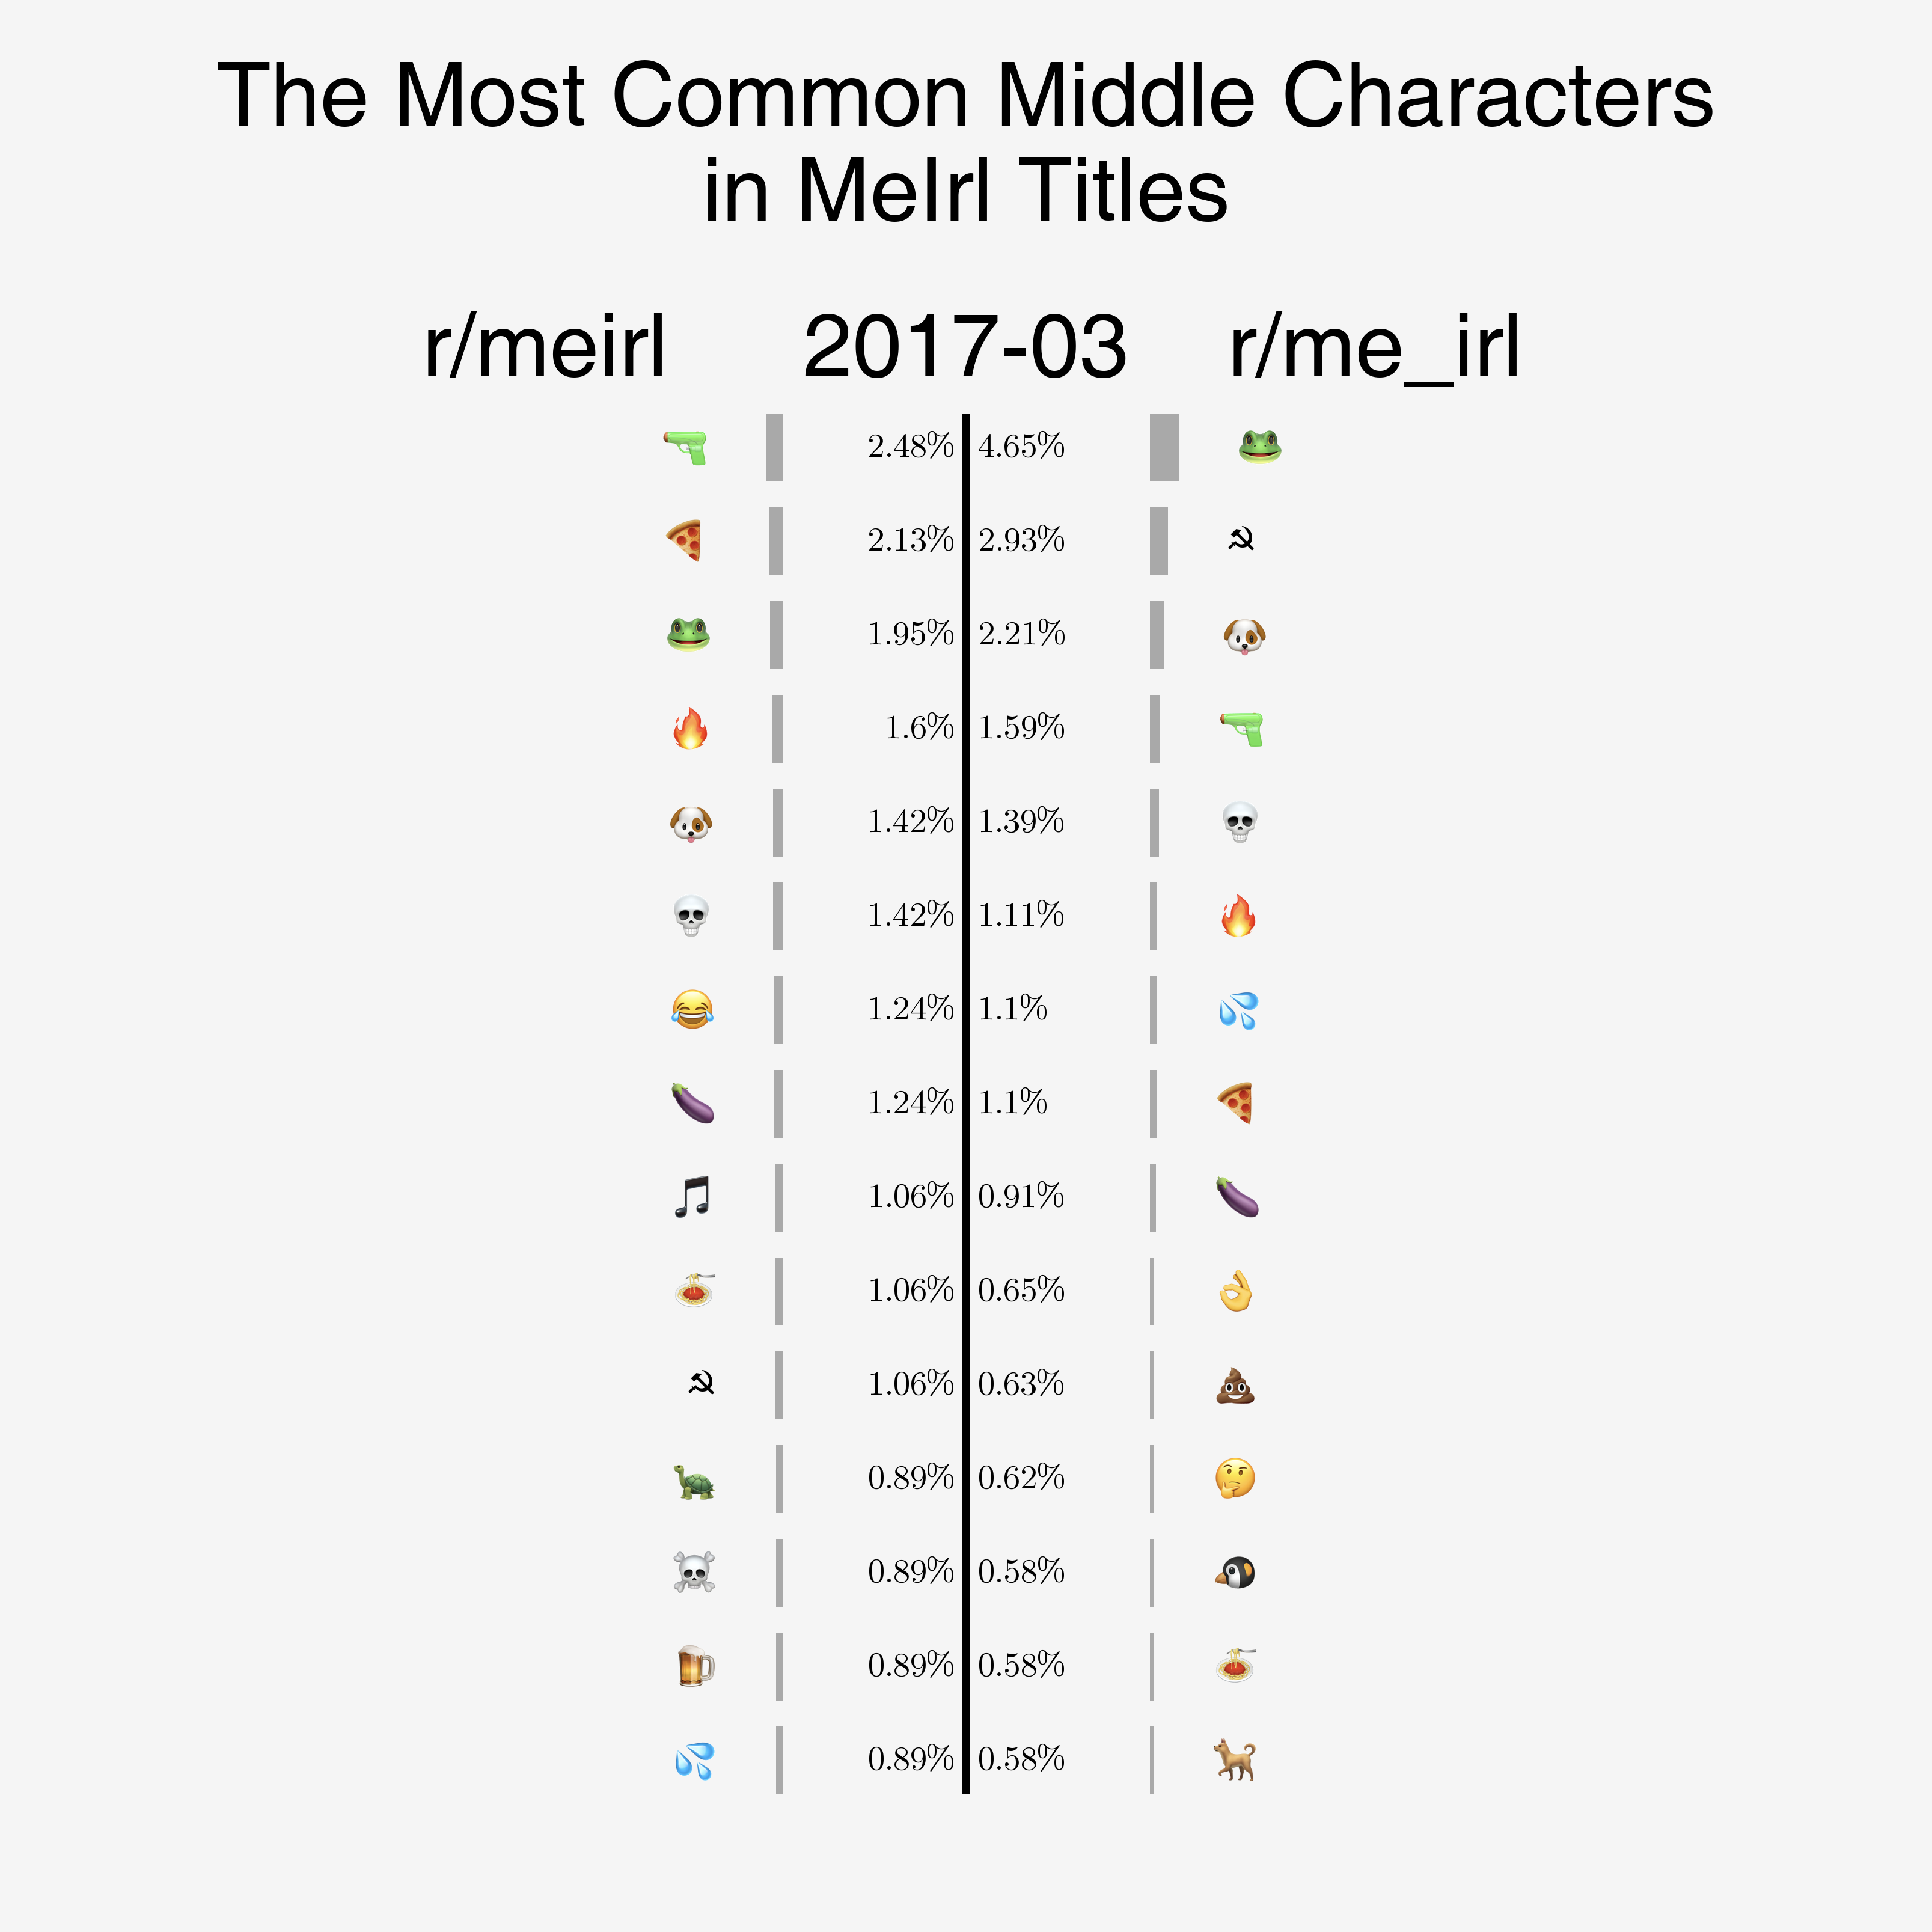 The Most Common Middle Characters
in MeIrl Titles
r/meirl 2017-03 r/me_irl
🔫 2.48% 4.65% 🐸
🍕 2.13% 2.93% ☭
🐸 1.95% 2.21% 🐶
🔥 1.6% 1.59% 🔫
🐶 1.42% 1.39% 💀
💀 1.42% 1.11% 🔥
😂 1.24% 1.1% 💦
🍆 1.24% 1.1% 🍕
🎵 1.06% 0.91% 🍆
🍝 1.06% 0.65% 👌
☭ 1.06% 0.63% 💩
🐢 0.89% 0.62% 🤔
☠ 0.89% 0.58% 🐧
🍺 0.89% 0.58% 🍝
💦 0.89% 0.58% 🐕